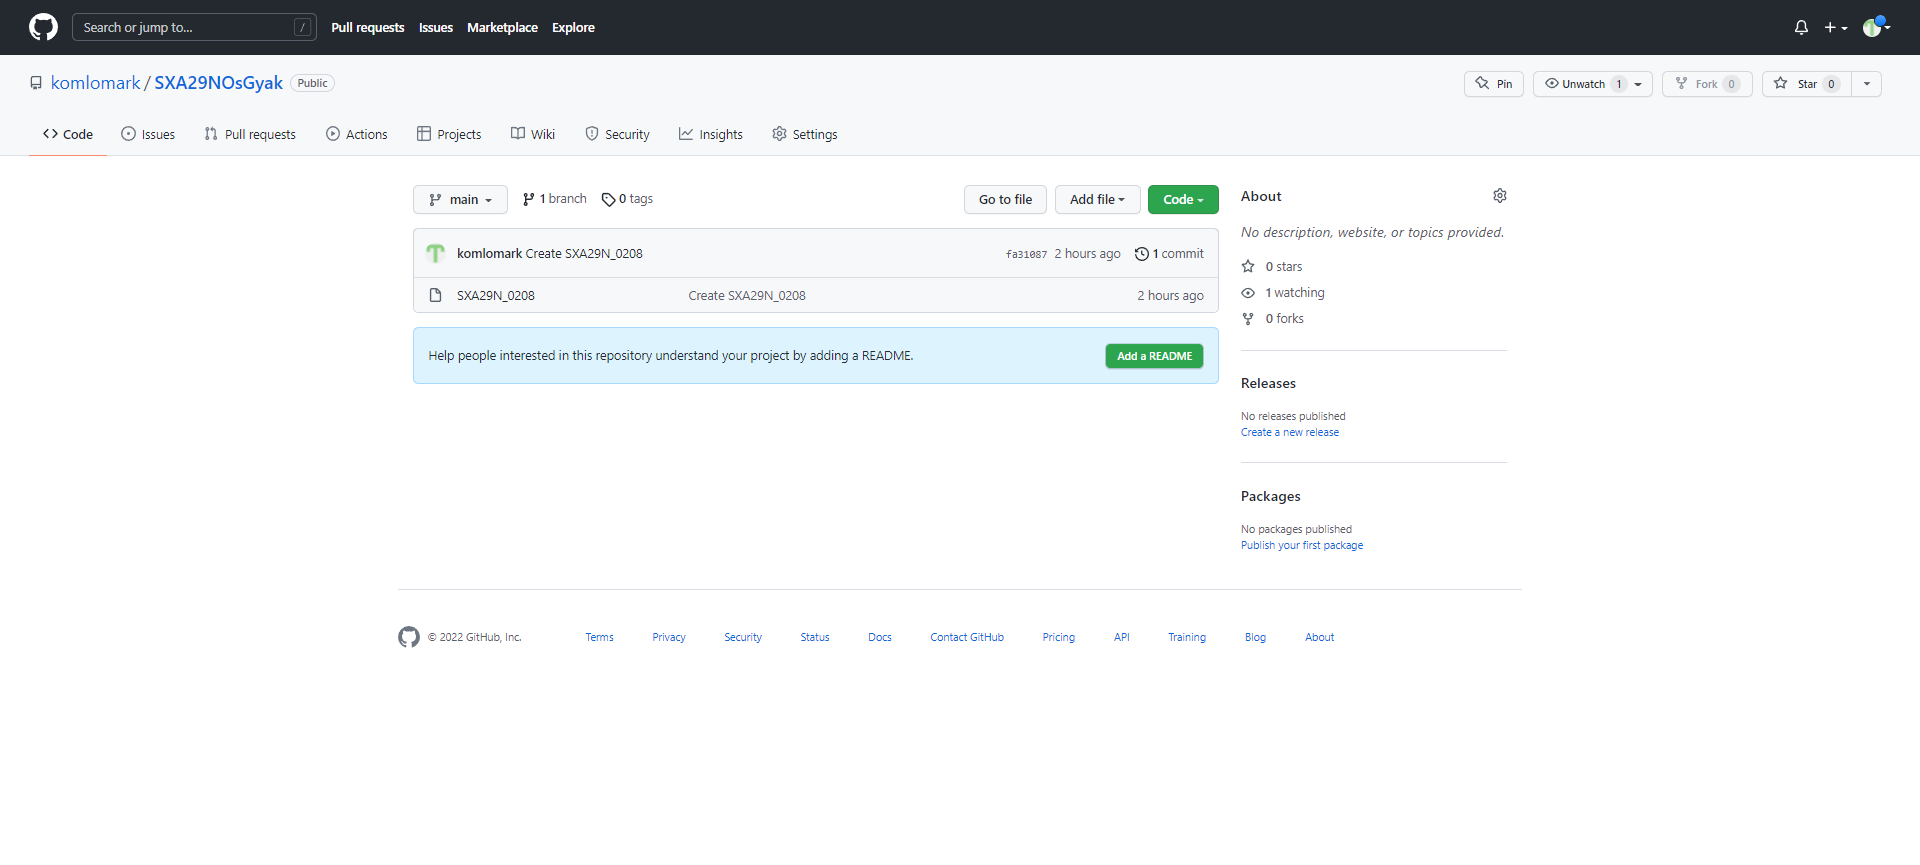 Search or jump to... /
Pull requests Issues Marketplace Explore
komlomark / SXA29NOsGyak Public
Pin Unwatch 1 Fork 0 Star 0
Code Issues Pull requests Actions Projects Wiki Security Insights Settings
main 1 branch 0 tags Go to file Add file Code
komlomark Create SXA29N_0208 fa31087 2 hours ago 1 commit
SXA29N_0208 Create SXA29N_0208 2 hours ago
Help people interested in this repository understand your project by adding a README. Add a README
About
No description, website, or topics provided.
0 stars
1 watching
0 forks
Releases
No releases published
Create a new release
Packages
No packages published
Publish your first package
© 2022 GitHub, Inc. Terms Privacy Security Status Docs Contact GitHub Pricing API Training Blog About